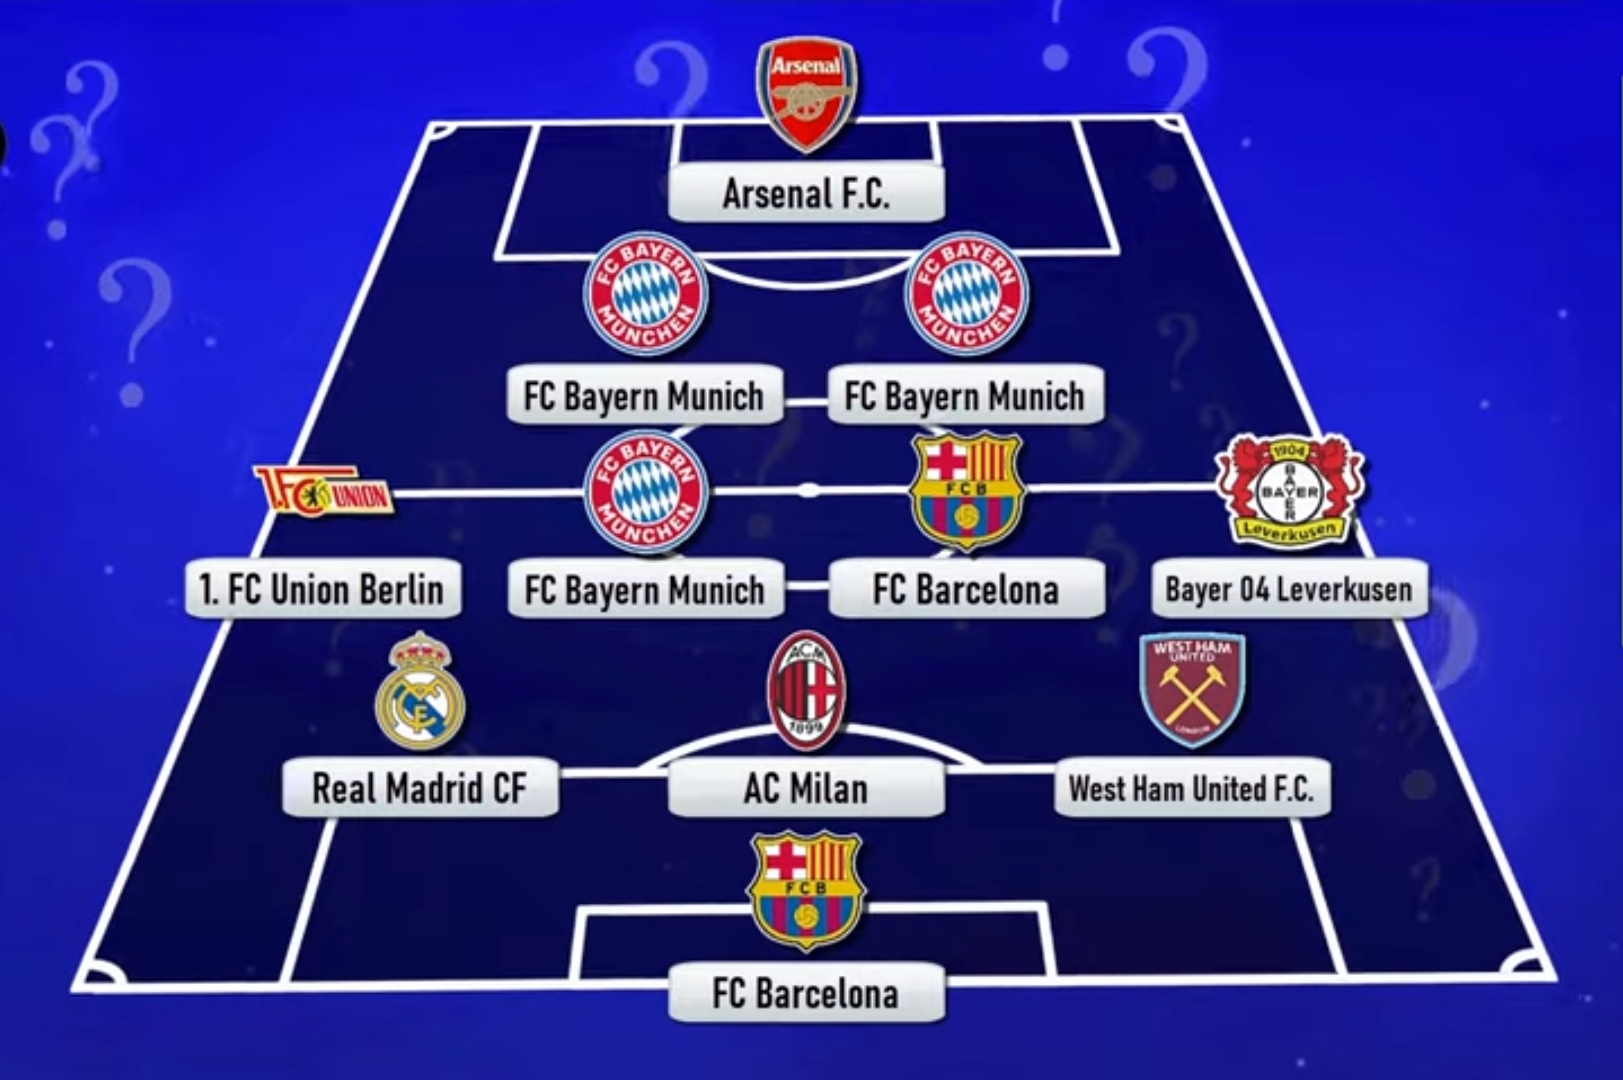 Arsenal
Arsenal F.C.
FC BAYERN MÜNCHEN
FC BAYERN MÜNCHEN
FC Bayern Munich
FC Bayern Munich
1.FC UNION
FC BAYERN MÜNCHEN
FCB
1904
BAYER
BAYER
Leverkusen
1. FC Union Berlin
FC Bayern Munich
FC Barcelona
Bayer 04 Leverkusen
ACM
1899
WEST HAM
UNITED
LONDON
Real Madrid CF
AC Milan
West Ham United F.C.
FCB
FC Barcelona